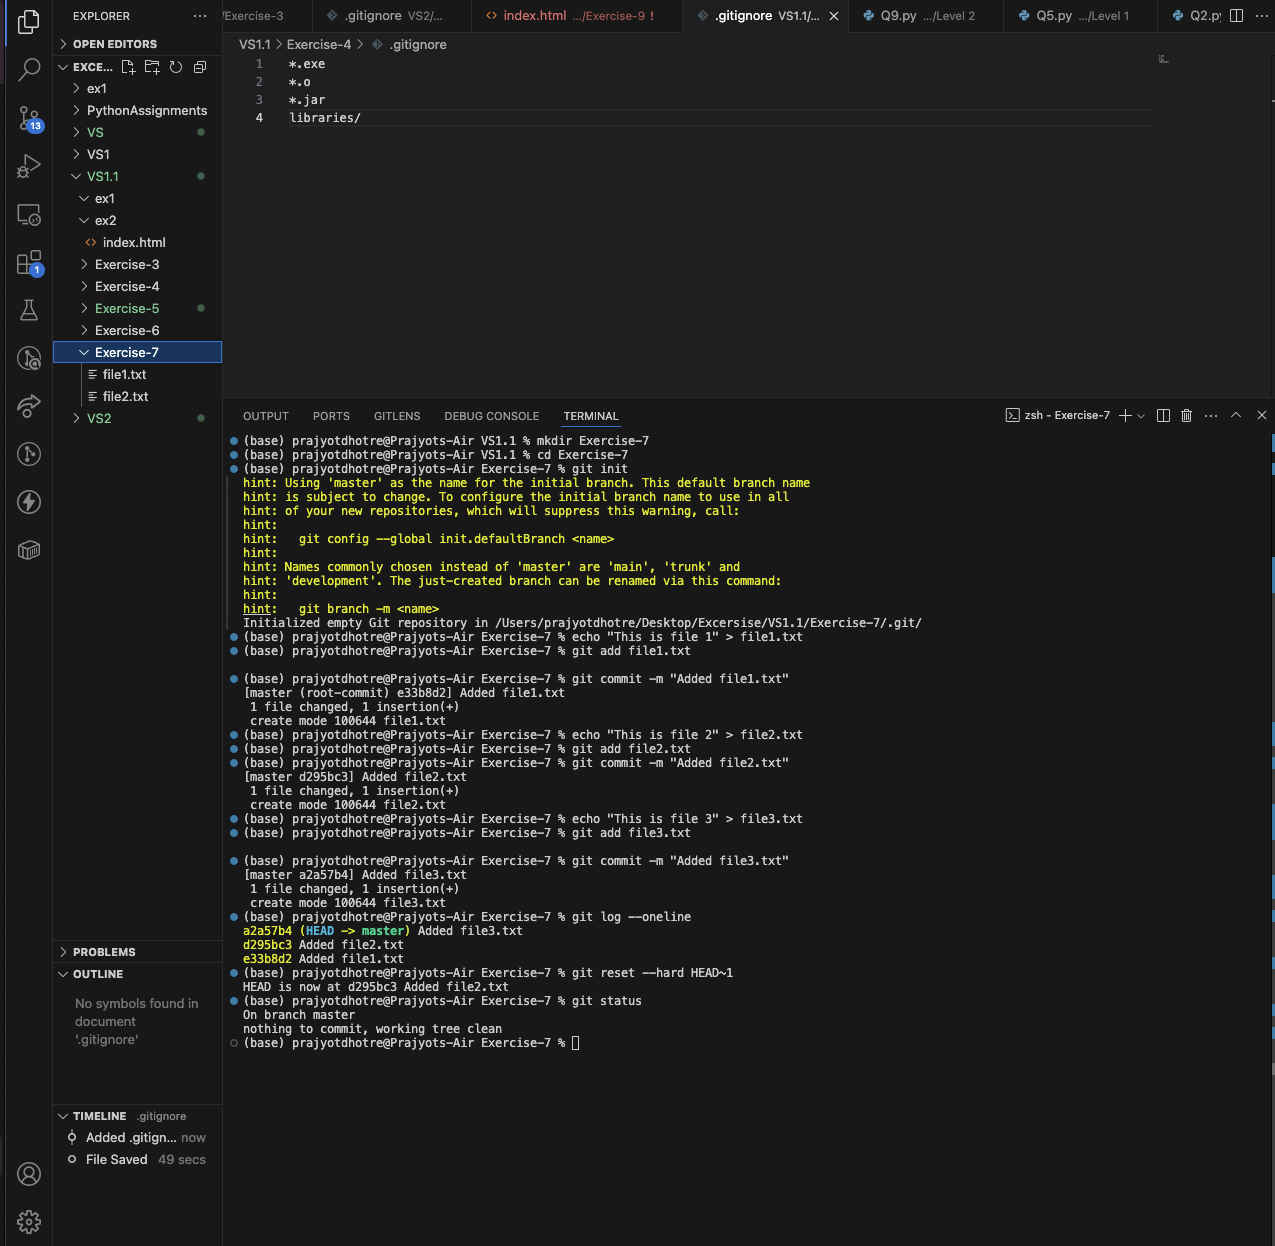 EXPLORER
/Exercise-3
.gitignore VS2/...
index.html .../Exercise-9 !
.gitignore VS1.1/...
Q9.py .../Level 2
Q5.py .../Level 1
OPEN EDITORS
EXCE...
ex1
PythonAssignments
VS
VS1
VS1.1
ex1
ex2
index.html
Exercise-3
Exercise-4
Exercise-5
Exercise-6
Exercise-7
file1.txt
file2.txt
VS2
13
1
PROBLEMS
OUTLINE
No symbols found in
document
'.gitignore'
TIMELINE .gitignore
Added .gitign... now
File Saved 49 secs
VS1.1 > Exercise-4 > .gitignore
1 *.exe
2 *.o
3 *.jar
4 libraries/
OUTPUT PORTS GITLENS DEBUG CONSOLE TERMINAL
zsh - Exercise-7
(base) prajyotdhotre@Prajyots-Air VS1.1 % mkdir Exercise-7
(base) prajyotdhotre@Prajyots-Air VS1.1 % cd Exercise-7
(base) prajyotdhotre@Prajyots-Air Exercise-7 % git init
hint: Using 'master' as the name for the initial branch. This default branch name
hint: is subject to change. To configure the initial branch name to use in all
hint: of your new repositories, which will suppress this warning, call:
hint:
hint:   git config --global init.defaultBranch <name>
hint:
hint: Names commonly chosen instead of 'master' are 'main', 'trunk' and
hint: 'development'. The just-created branch can be renamed via this command:
hint:
hint:   git branch -m <name>
Initialized empty Git repository in /Users/prajyotdhotre/Desktop/Excersise/VS1.1/Exercise-7/.git/
(base) prajyotdhotre@Prajyots-Air Exercise-7 % echo "This is file 1" > file1.txt
(base) prajyotdhotre@Prajyots-Air Exercise-7 % git add file1.txt
(base) prajyotdhotre@Prajyots-Air Exercise-7 % git commit -m "Added file1.txt"
[master (root-commit) e33b8d2] Added file1.txt
1 file changed, 1 insertion(+)
create mode 100644 file1.txt
(base) prajyotdhotre@Prajyots-Air Exercise-7 % echo "This is file 2" > file2.txt
(base) prajyotdhotre@Prajyots-Air Exercise-7 % git add file2.txt
(base) prajyotdhotre@Prajyots-Air Exercise-7 % git commit -m "Added file2.txt"
[master d295bc3] Added file2.txt
1 file changed, 1 insertion(+)
create mode 100644 file2.txt
(base) prajyotdhotre@Prajyots-Air Exercise-7 % echo "This is file 3" > file3.txt
(base) prajyotdhotre@Prajyots-Air Exercise-7 % git add file3.txt
(base) prajyotdhotre@Prajyots-Air Exercise-7 % git commit -m "Added file3.txt"
[master a2a57b4] Added file3.txt
1 file changed, 1 insertion(+)
create mode 100644 file3.txt
(base) prajyotdhotre@Prajyots-Air Exercise-7 % git log --oneline
a2a57b4 (HEAD -> master) Added file3.txt
d295bc3 Added file2.txt
e33b8d2 Added file1.txt
(base) prajyotdhotre@Prajyots-Air Exercise-7 % git reset --hard HEAD~1
HEAD is now at d295bc3 Added file2.txt
(base) prajyotdhotre@Prajyots-Air Exercise-7 % git status
On branch master
nothing to commit, working tree clean
(base) prajyotdhotre@Prajyots-Air Exercise-7 %